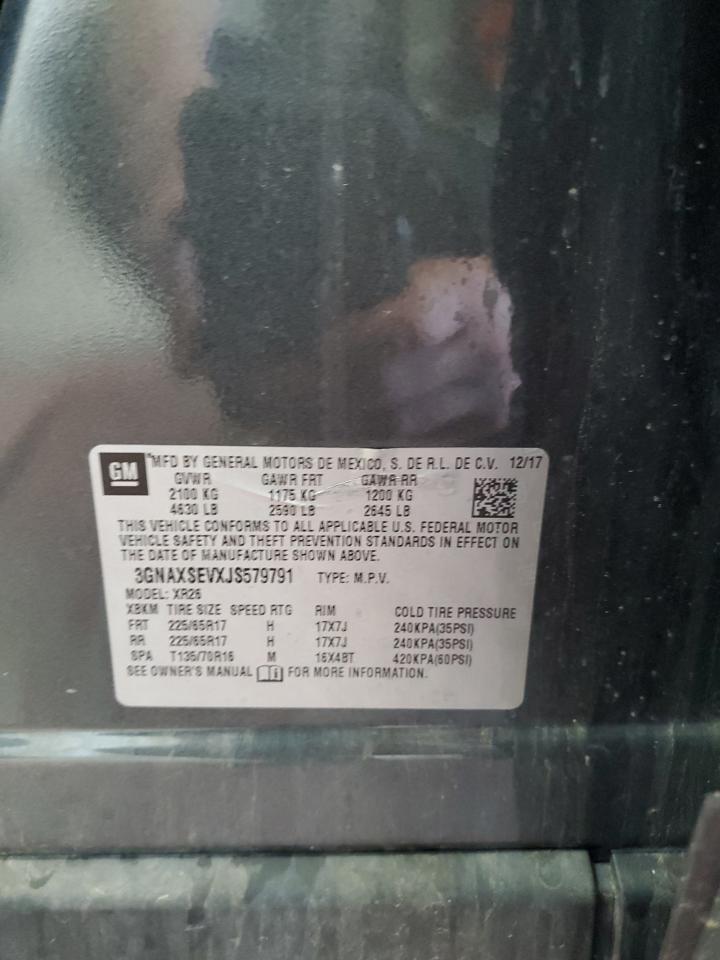 GM
MFD BY GENERAL MOTORS DE MEXICO, S. DE R.L. DE C.V. 12/17
GVWR GAWR FRT GAWR RR
2100 KG 1175 KG 1200 KG
4630 LB 2590 LB 2645 LB
THIS VEHICLE CONFORMS TO ALL APPLICABLE U.S. FEDERAL MOTOR
VEHICLE SAFETY AND THEFT PREVENTION STANDARDS IN EFFECT ON
THE DATE OF MANUFACTURE SHOWN ABOVE.
3GNAXSEVXJS579791 TYPE: M.P.V.
MODEL: XR26
XBKM TIRE SIZE SPEED RTG RIM COLD TIRE PRESSURE
FRT 225/65R17 H 17X7J 240KPA(35PSI)
RR 225/65R17 H 17X7J 240KPA(35PSI)
SPA T135/70R16 M 16X4BT 420KPA(60PSI)
SEE OWNER'S MANUAL FOR MORE INFORMATION.